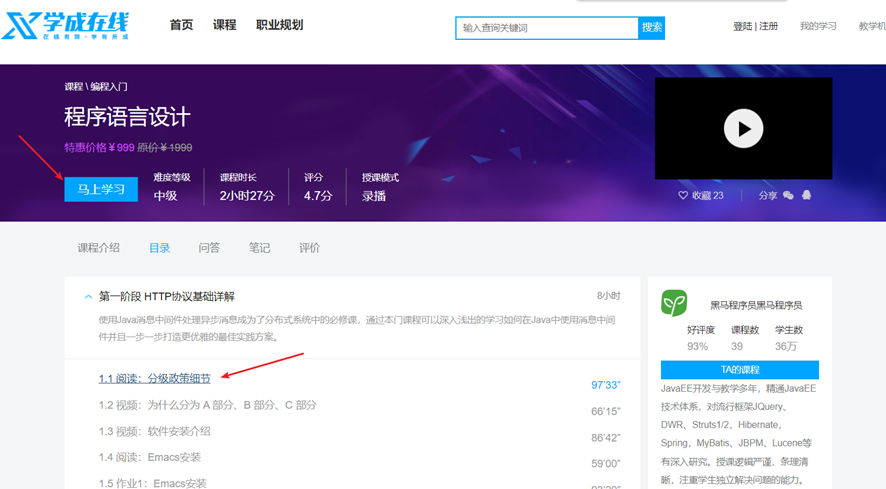 学成在线
在线有限·学有所成
首页 课程 职业规划
输入查询关键词 搜索
登陆 | 注册 我的学习 教学机
课程 \ 编程入门
程序语言设计
特惠价格￥999 原价￥1999
马上学习
难度等级 课程时长 评分 授课模式
中级 2小时27分 4.7分 录播
收藏 23 分享
课程介绍 目录 问答 笔记 评价
第一阶段 HTTP协议基础详解 8小时
使用Java消息中间件处理异步消息成为了分布式系统中的必修课，通过本门课程可以深入浅出的学习如何在Java中使用消息中间
件并且一步一步打造更优雅的最佳实践方案。
1.1 阅读：分级政策细节 97’33”
1.2 视频：为什么分为 A 部分、B 部分、C 部分 66’15”
1.3 视频：软件安装介绍 86’42”
1.4 阅读：Emacs安装 59’00”
1.5 作业1：Emacs安装
黑马程序员黑马程序员
好评度 课程数 学生数
93% 39 36万
TA的课程
JavaEE开发与教学多年，精通JavaEE
技术体系，对流行框架JQuery、
DWR、Struts1/2，Hibernate，
Spring，MyBatis、JBPM、Lucene等
有深入研究。授课逻辑严谨，条理清
晰，注重学生独立解决问题的能力。